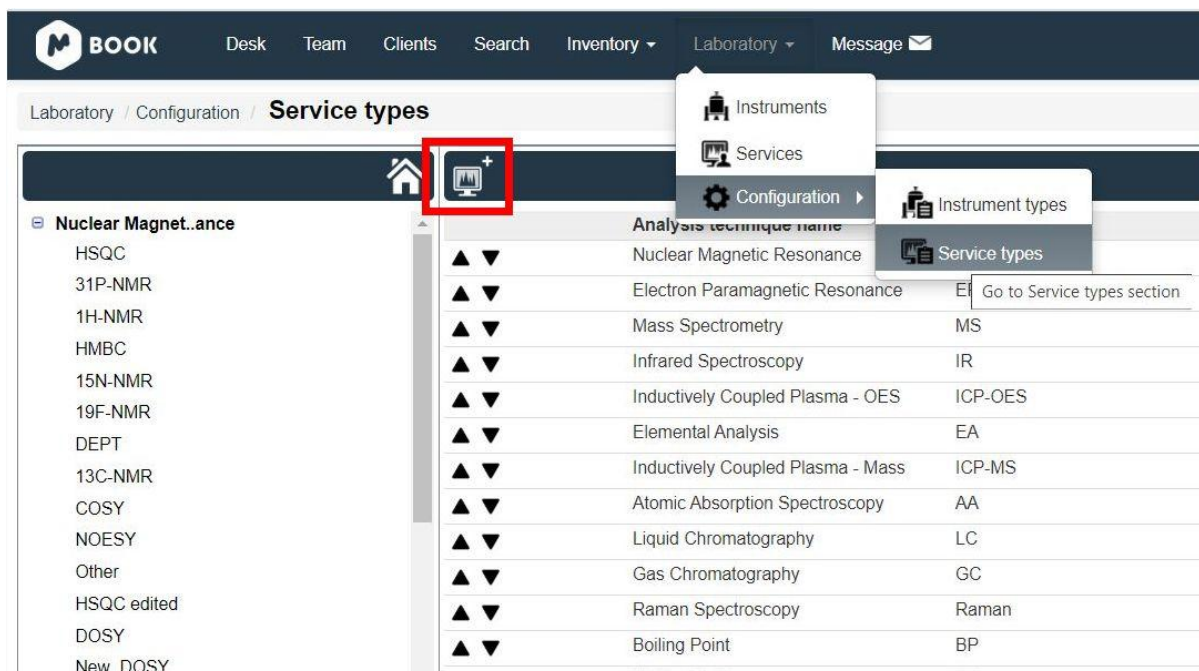 BOOK Desk Team Clients Search Inventory Laboratory Message
Laboratory / Configuration / Service types
Instruments
Services
Configuration
Instrument types
Service types
Go to Service types section
Nuclear Magnet..ance
HSQC
31P-NMR
1H-NMR
HMBC
15N-NMR
19F-NMR
DEPT
13C-NMR
COSY
NOESY
Other
HSQC edited
DOSY
New DOSY
Analysis technique name
Nuclear Magnetic Resonance
Electron Paramagnetic Resonance
Mass Spectrometry MS
Infrared Spectroscopy IR
Inductively Coupled Plasma - OES ICP-OES
Elemental Analysis EA
Inductively Coupled Plasma - Mass ICP-MS
Atomic Absorption Spectroscopy AA
Liquid Chromatography LC
Gas Chromatography GC
Raman Spectroscopy Raman
Boiling Point BP